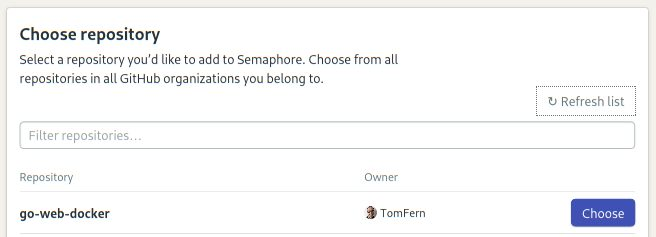 Choose repository
Select a repository you’d like to add to Semaphore. Choose from all
repositories in all GitHub organizations you belong to.
↻ Refresh list
Filter repositories...
Repository Owner
go-web-docker TomFern Choose